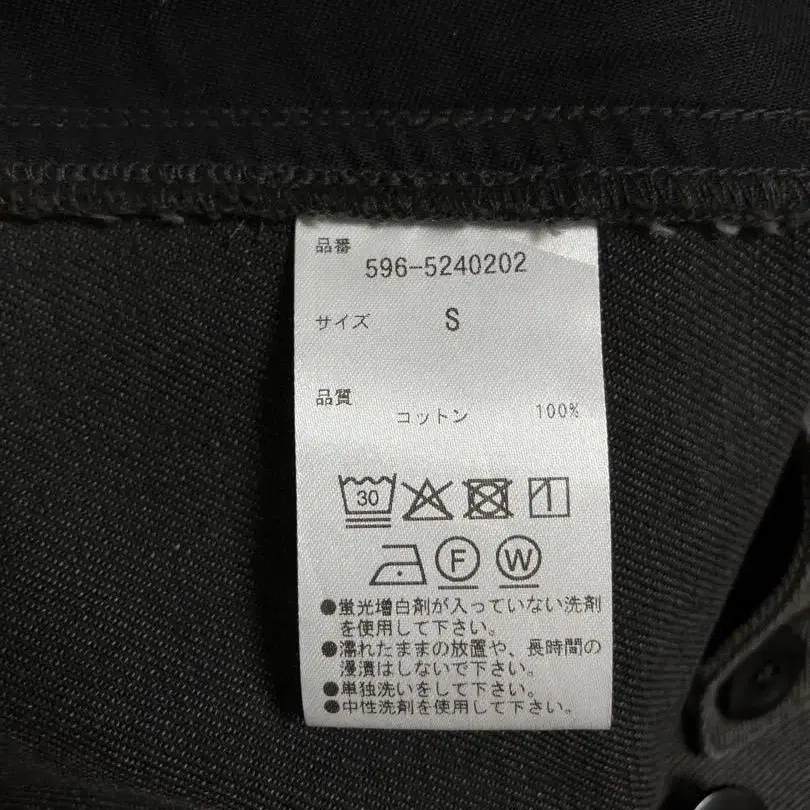 品番
596-5240202
サイズ S
品質
コットン 100%
30
F W
●蛍光増白剤が入っていない洗剤
を使用して下さい。
●濡れたままの放置や、長時間の
浸漬はしないで下さい。
●単独洗いをして下さい。
●中性洗剤を使用して下さい。